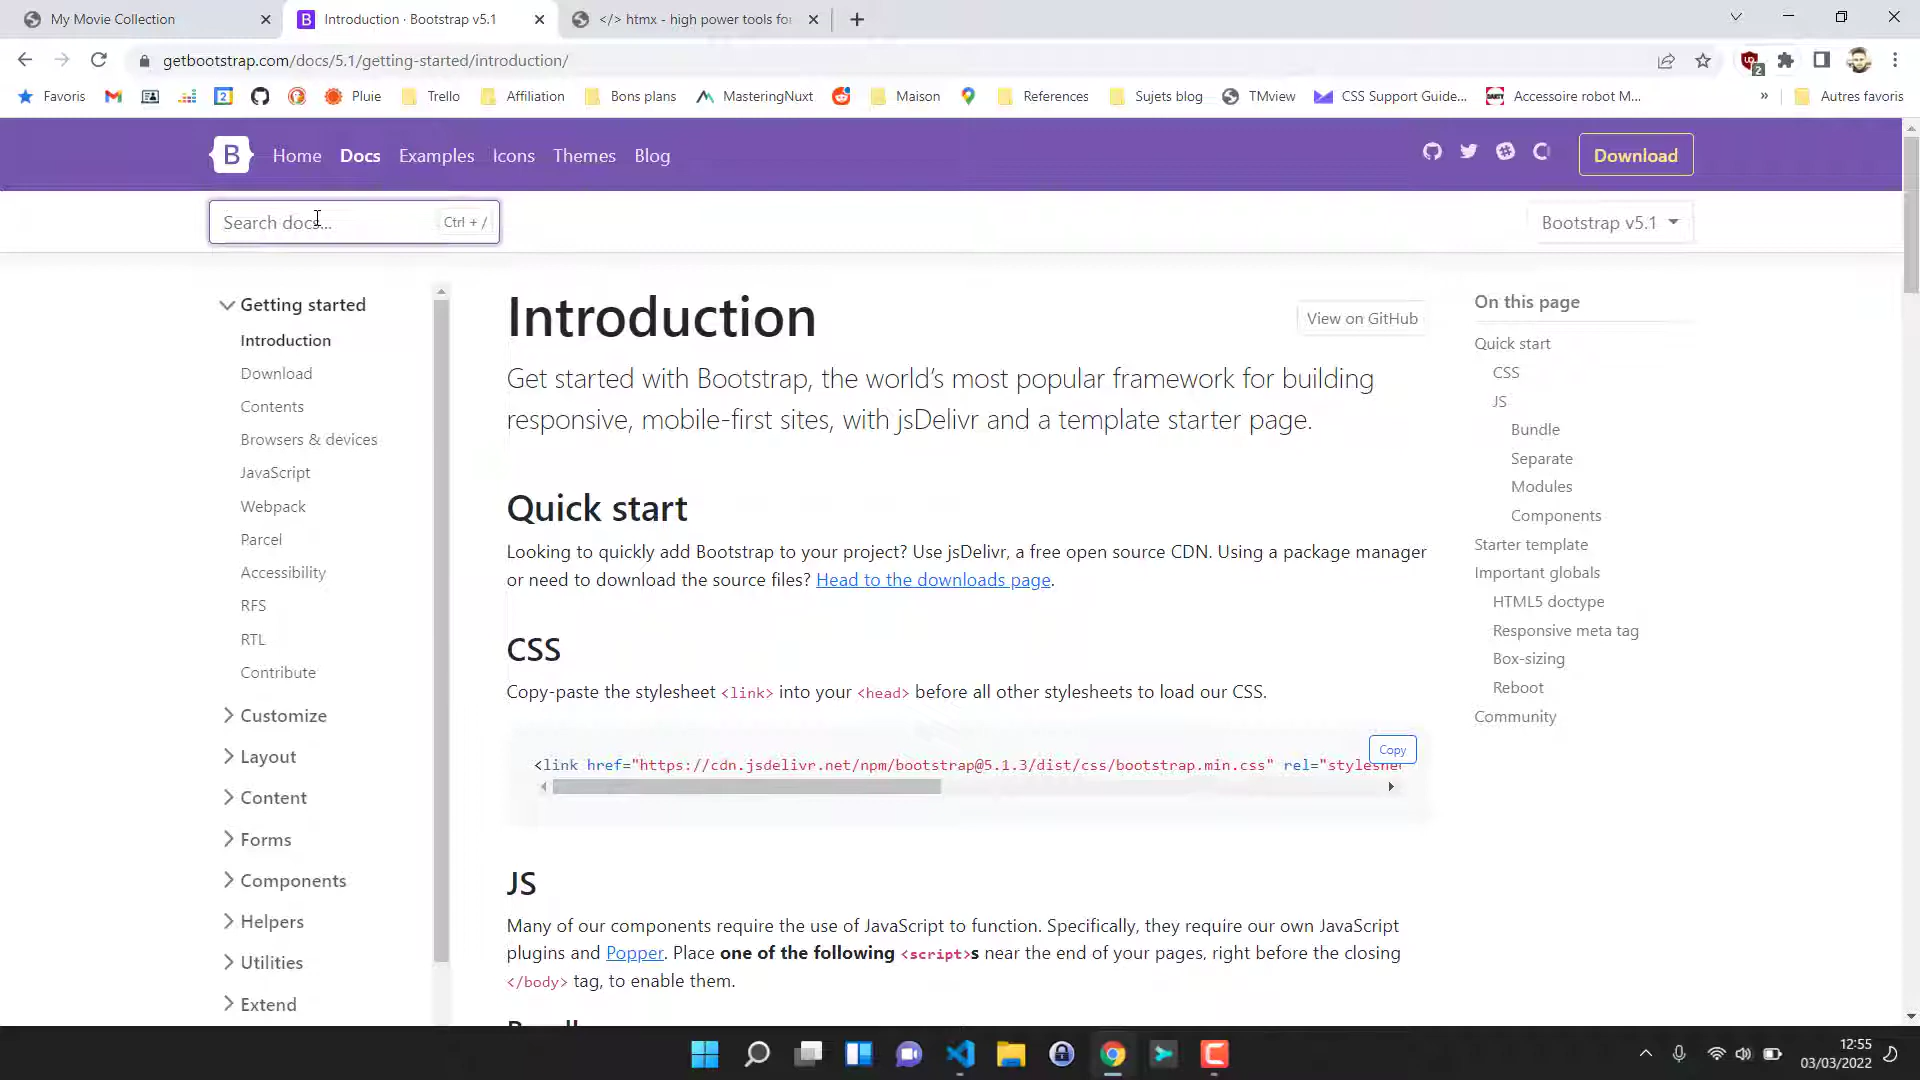 My Movie Collection
Introduction · Bootstrap v5.1
</> htmx - high power tools for
getbootstrap.com/docs/5.1/getting-started/introduction/
2
Favoris
2
Pluie
Trello
Affiliation
Bons plans
MasteringNuxt
Maison
References
Sujets blog
TMview
CSS Support Guide...
Accessoire robot M...
»
Autres favoris
B
Home
Docs
Examples
Icons
Themes
Blog
Download
Search docs...
Ctrl + /
Bootstrap v5.1
Getting started
Introduction
Download
Contents
Browsers & devices
JavaScript
Webpack
Parcel
Accessibility
RFS
RTL
Contribute
Customize
Layout
Content
Forms
Components
Helpers
Utilities
Extend
Introduction
View on GitHub
Get started with Bootstrap, the world’s most popular framework for building
responsive, mobile-first sites, with jsDelivr and a template starter page.
Quick start
Looking to quickly add Bootstrap to your project? Use jsDelivr, a free open source CDN. Using a package manager
or need to download the source files? Head to the downloads page.
CSS
Copy-paste the stylesheet <link> into your <head> before all other stylesheets to load our CSS.
Copy
<link href="https://cdn.jsdelivr.net/npm/bootstrap@5.1.3/dist/css/bootstrap.min.css" rel="styleshe
JS
Many of our components require the use of JavaScript to function. Specifically, they require our own JavaScript
plugins and Popper. Place one of the following <script>s near the end of your pages, right before the closing
</body> tag, to enable them.
On this page
Quick start
CSS
JS
Bundle
Separate
Modules
Components
Starter template
Important globals
HTML5 doctype
Responsive meta tag
Box-sizing
Reboot
Community
12:55
03/03/2022